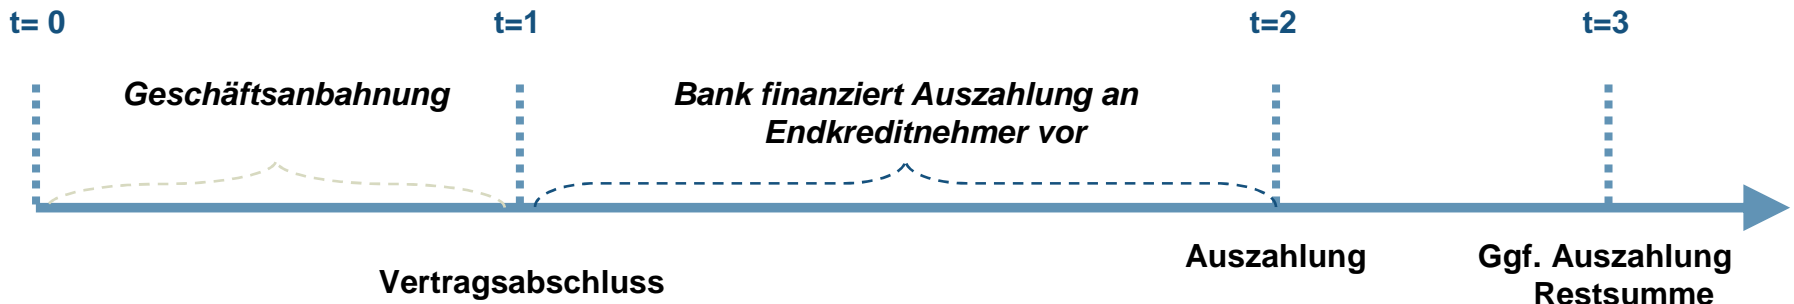 t= 0
t=1
t=2
t=3
Geschäftsanbahnung
Bank finanziert Auszahlung an
Endkreditnehmer vor
Vertragsabschluss
Auszahlung
Ggf. Auszahlung
Restsumme